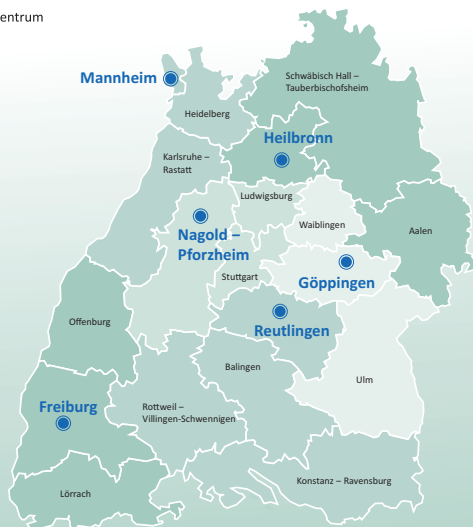 entrum
Mannheim
Schwäbisch Hall –
Tauberbischofsheim
Heidelberg
Heilbronn
Karlsruhe –
Rastatt
Ludwigsburg
Waiblingen
Aalen
Nagold –
Pforzheim
Stuttgart
Göppingen
Offenburg
Reutlingen
Balingen
Ulm
Freiburg
Rottweil –
Villingen-Schwennigen
Konstanz – Ravensburg
Lörrach